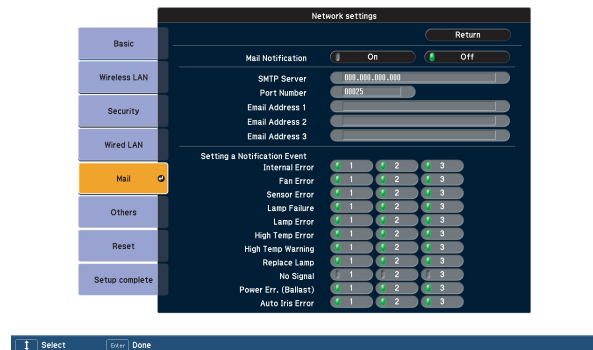 Network settings
Return
Basic
Mail Notification On Off
Wireless LAN
SMTP Server 000.000.000.000
Port Number 00025
Security
Email Address 1
Email Address 2
Email Address 3
Wired LAN
Setting a Notification Event
Internal Error 1 2 3
Mail
Fan Error 1 2 3
Sensor Error 1 2 3
Lamp Failure 1 2 3
Others
Lamp Error 1 2 3
High Temp Error 1 2 3
Reset
High Temp Warning 1 2 3
Replace Lamp 1 2 3
No Signal 1 2 3
Setup complete
Power Err. (Ballast) 1 2 3
Auto Iris Error 1 2 3
Select Enter Done